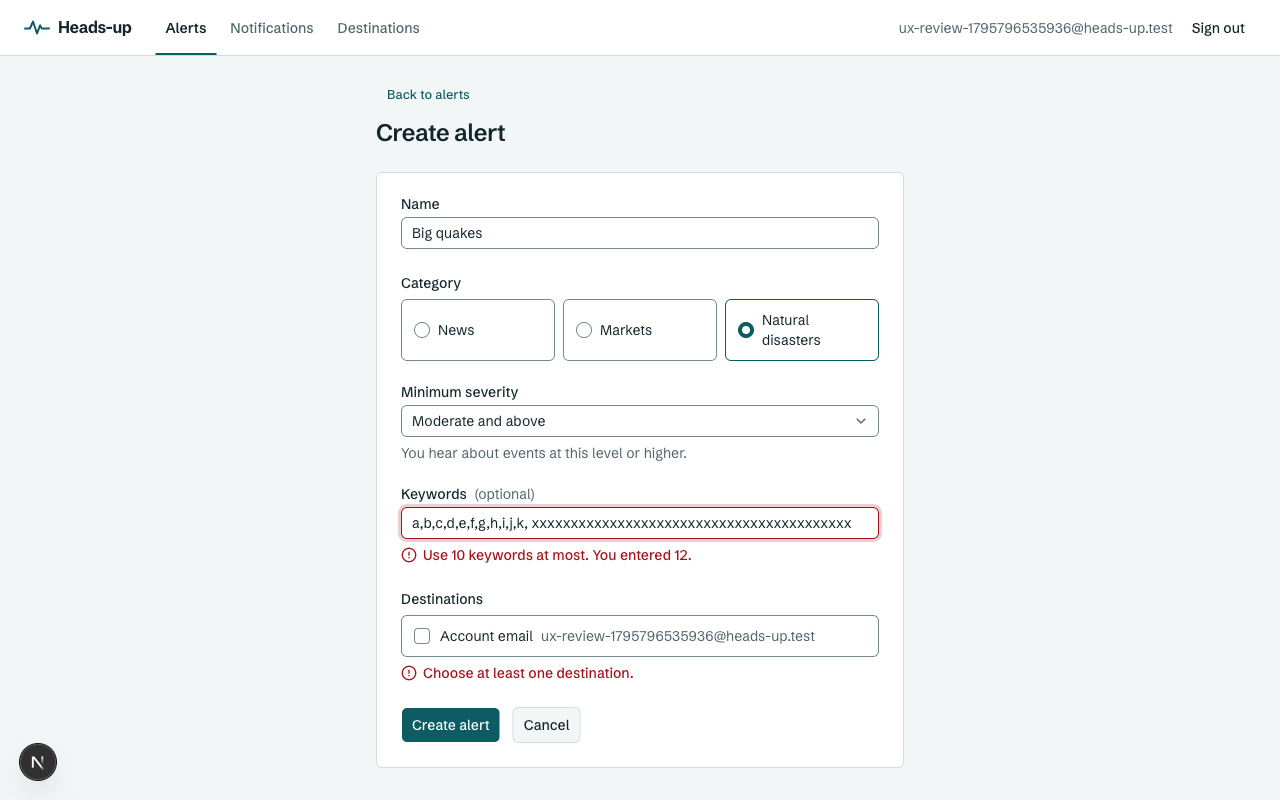 Heads-up
Alerts
Notifications
Destinations
ux-review-1795796535936@heads-up.test
Sign out
Back to alerts
Create alert
Name
Big quakes
Category
News
Markets
Natural
disasters
Minimum severity
Moderate and above
You hear about events at this level or higher.
Keywords (optional)
a,b,c,d,e,f,g,h,i,j,k, xxxxxxxxxxxxxxxxxxxxxxxxxxxxxxxxxxxxxxxxx
Use 10 keywords at most. You entered 12.
Destinations
Account email ux-review-1795796535936@heads-up.test
Choose at least one destination.
Create alert
Cancel
N